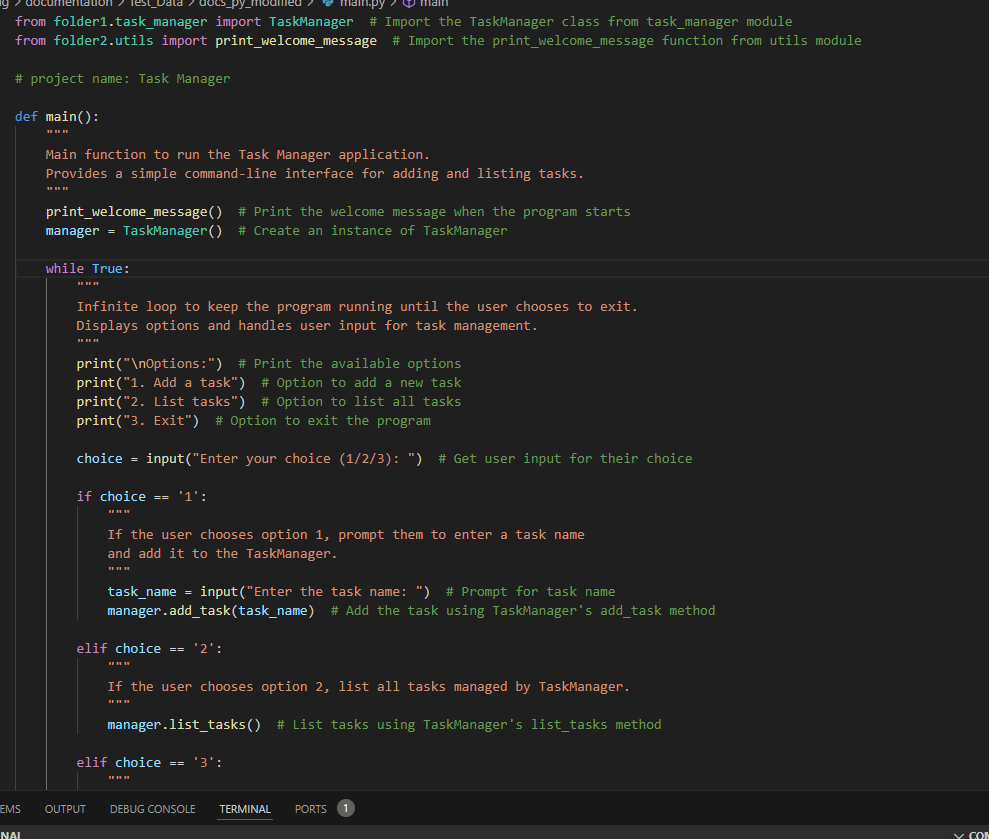 documentation > Test_Data > docs_py_modified > main.py > main
from folder1.task_manager import TaskManager  # Import the TaskManager class from task_manager module
from folder2.utils import print_welcome_message  # Import the print_welcome_message function from utils module

# project name: Task Manager

def main():
    """
    Main function to run the Task Manager application.
    Provides a simple command-line interface for adding and listing tasks.
    """
    print_welcome_message()  # Print the welcome message when the program starts
    manager = TaskManager()  # Create an instance of TaskManager

    while True:
        """
        Infinite loop to keep the program running until the user chooses to exit.
        Displays options and handles user input for task management.
        """
        print("\nOptions:")  # Print the available options
        print("1. Add a task")  # Option to add a new task
        print("2. List tasks")  # Option to list all tasks
        print("3. Exit")  # Option to exit the program

        choice = input("Enter your choice (1/2/3): ")  # Get user input for their choice

        if choice == '1':
            """
            If the user chooses option 1, prompt them to enter a task name
            and add it to the TaskManager.
            """
            task_name = input("Enter the task name: ")  # Prompt for task name
            manager.add_task(task_name)  # Add the task using TaskManager's add_task method

        elif choice == '2':
            """
            If the user chooses option 2, list all tasks managed by TaskManager.
            """
            manager.list_tasks()  # List tasks using TaskManager's list_tasks method

        elif choice == '3':
            """
EMS OUTPUT DEBUG CONSOLE TERMINAL PORTS 1